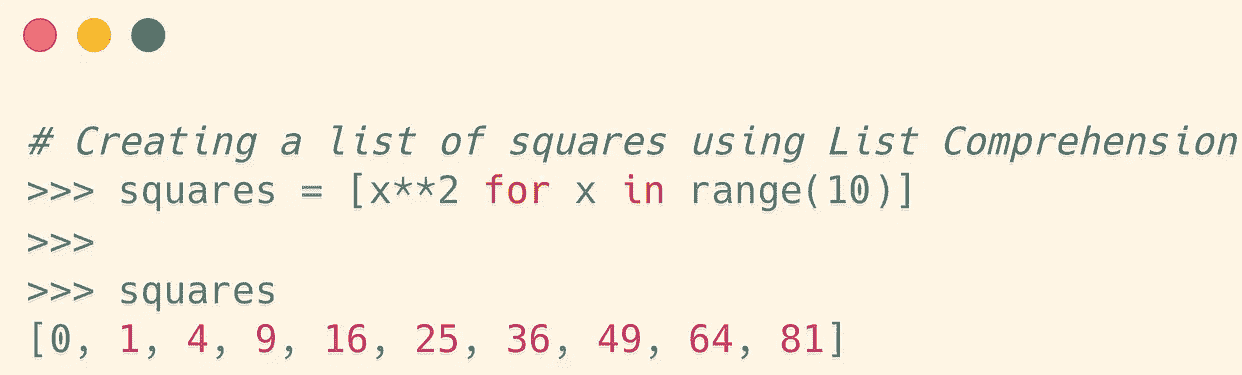 # Creating a list of squares using List Comprehension
>>> squares = [x**2 for x in range(10)]
>>>
>>> squares
[0, 1, 4, 9, 16, 25, 36, 49, 64, 81]